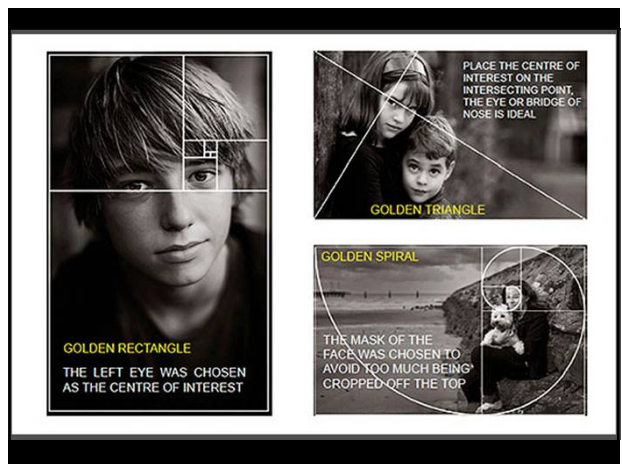 GOLDEN RECTANGLE
THE LEFT EYE WAS CHOSEN
AS THE CENTRE OF INTEREST
PLACE THE CENTRE OF
INTEREST ON THE
INTERSECTING POINT,
THE EYE OR BRIDGE OF
NOSE IS IDEAL
GOLDEN TRIANGLE
GOLDEN SPIRAL
THE MASK OF THE
FACE WAS CHOSEN TO
AVOID TOO MUCH BEING
CROPPED OFF THE TOP